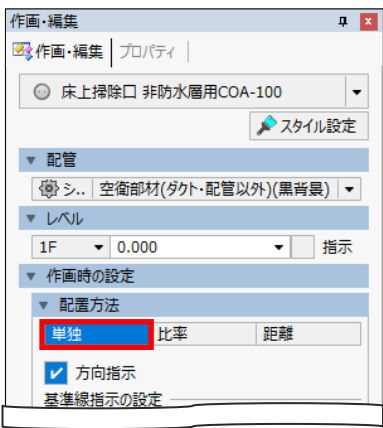 作画・編集
作画・編集 プロパティ
床上掃除口 非防水層用COA-100
スタイル設定
配管
シ.. 空衛部材(ダクト・配管以外)(黒背景)
レベル
1F 0.000 指示
作画時の設定
配置方法
単独 比率 距離
方向指示
基準線指示の設定